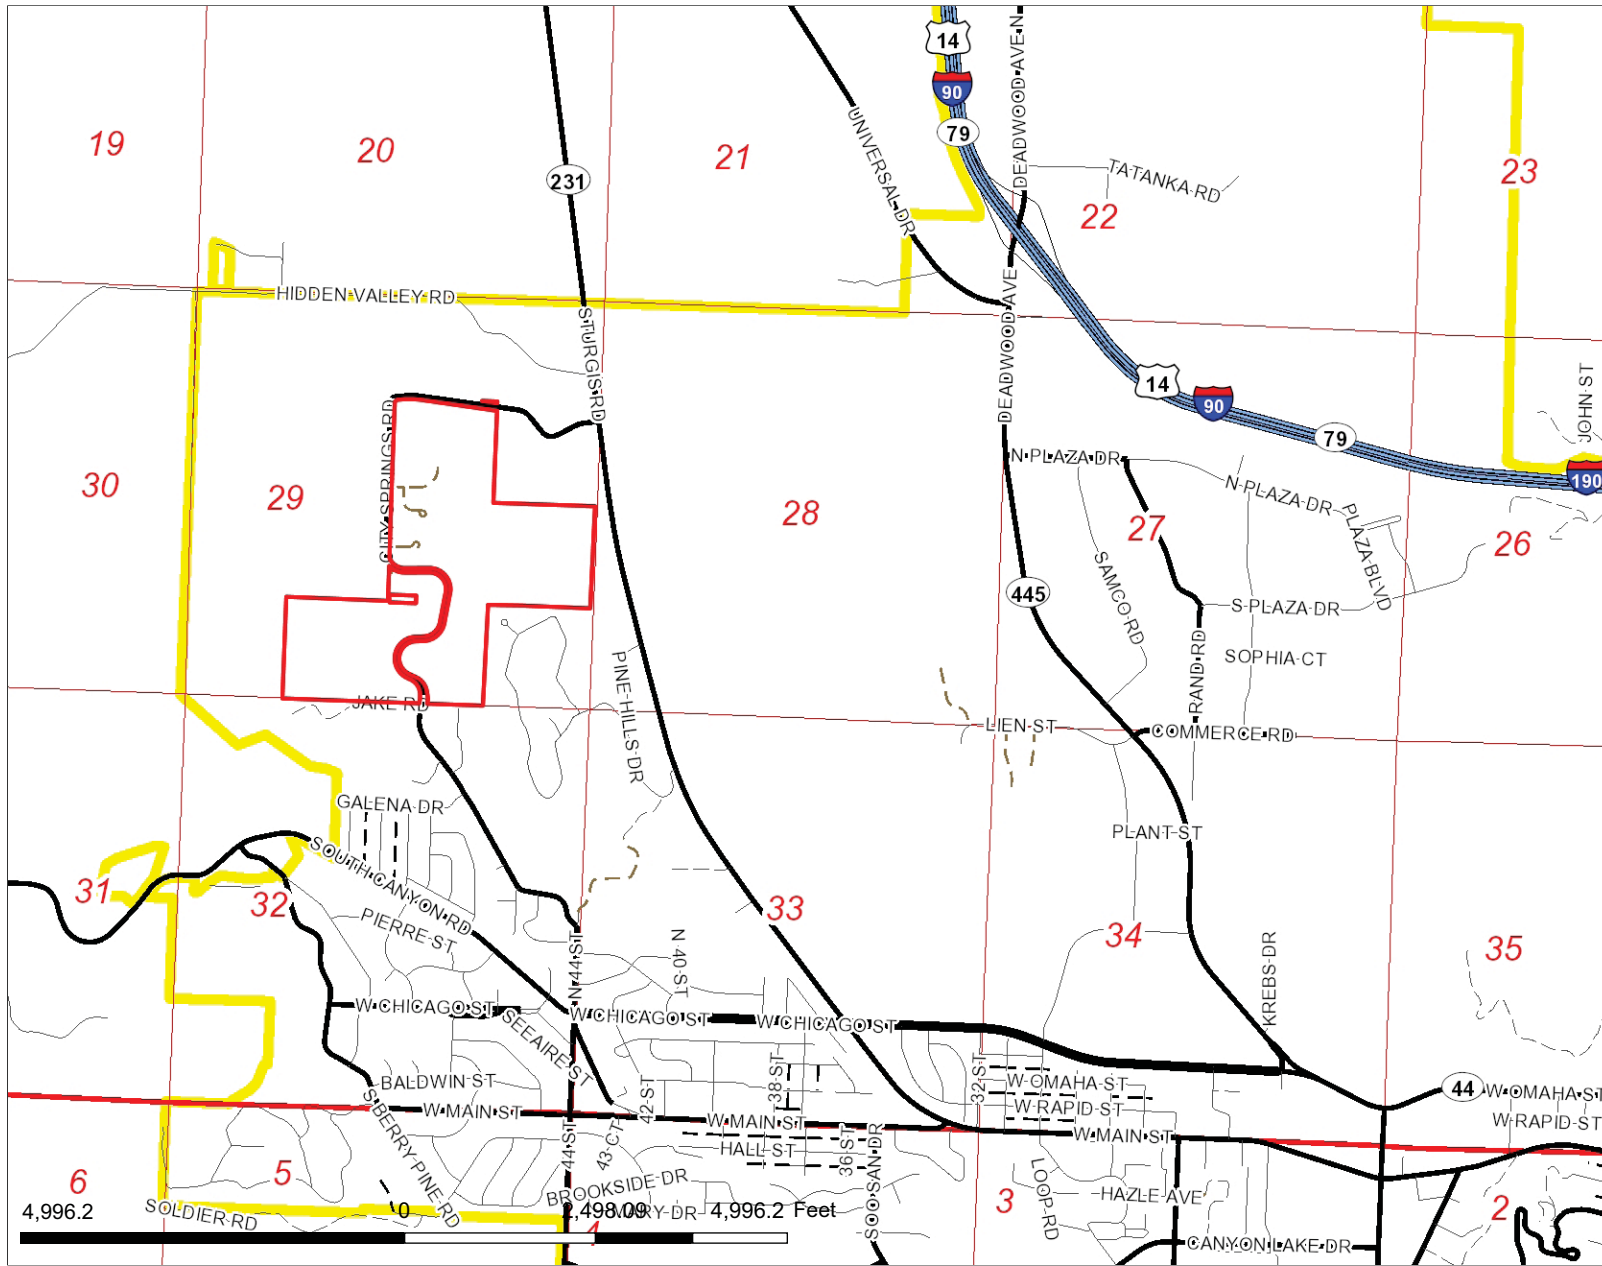 14
90
79
DEADWOOD AVE N
UNIVERSAL DR
TATANKA RD
19
20
21
22
23
231
HIDDEN VALLEY RD
STURGIS RD
DEADWOOD AVE
14
90
79
190
JOHN ST
CITY SPRINGS RD
N PLAZA DR
N PLAZA DR
PLAZA BLVD
30
29
28
27
26
445
SAMCO RD
S PLAZA DR
RAND RD
SOPHIA CT
PINE HILLS DR
JAKE RD
LIEN ST
COMMERCE RD
GALENA DR
PLANT ST
SOUTH CANYON RD
PIERRE ST
31
32
33
34
35
N 44 ST
N 40 ST
KREBS DR
W CHICAGO ST
W CHICAGO ST
W CHICAGO ST
SEEAIRE ST
BALDWIN ST
42 ST
38 ST
32 ST
W OMAHA ST
44
W OMAHA ST
W RAPID ST
W RAPID ST
S BERRY PINE RD
W MAIN ST
W MAIN ST
W MAIN ST
44 ST
43 CT
HALL ST
36 ST
SOO SAN DR
LOOP RD
HAZLE AVE
BROOKSIDE DR
MARY DR
SOLDIER RD
CANYON LAKE DR
6
5
4
3
2
4,996.2
0
2,498.09
4,996.2 Feet